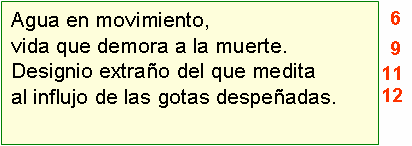 Agua en movimiento, 6
vida que demora a la muerte. 9
Designio extraño del que medita 11
al influjo de las gotas despeñadas. 12